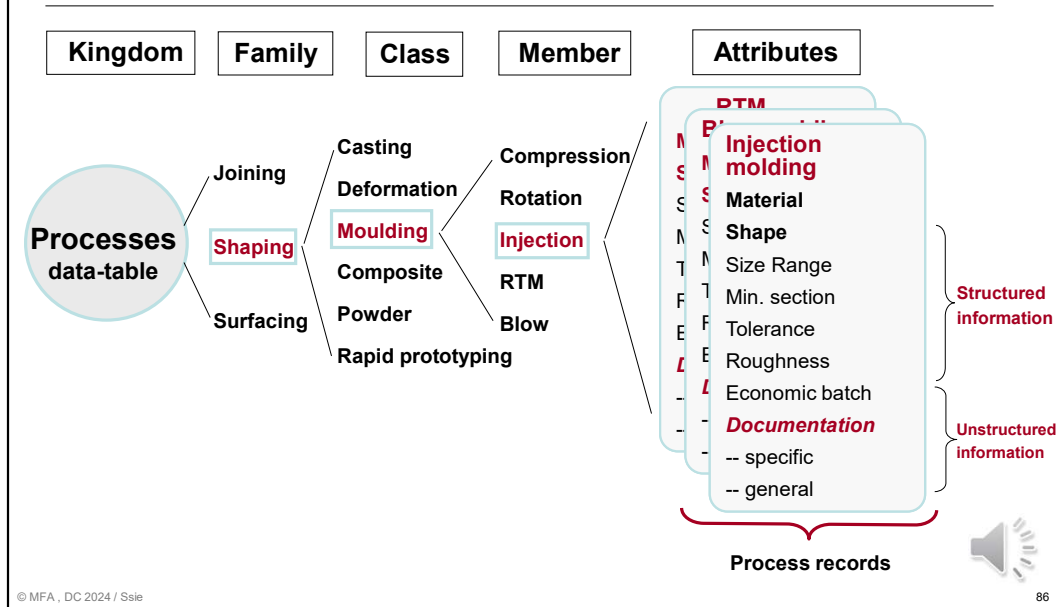 Kingdom
Family
Class
Member
Attributes
Processes
data-table
Joining
Shaping
Surfacing
Casting
Deformation
Moulding
Composite
Powder
Rapid prototyping
Compression
Rotation
Injection
RTM
Blow
RTM
Injection
molding
Material
Shape
Size Range
Min. section
Tolerance
Roughness
Economic batch
Documentation
-- specific
-- general
Structured
information
Unstructured
information
Process records
© MFA , DC 2024 / Ssie
86